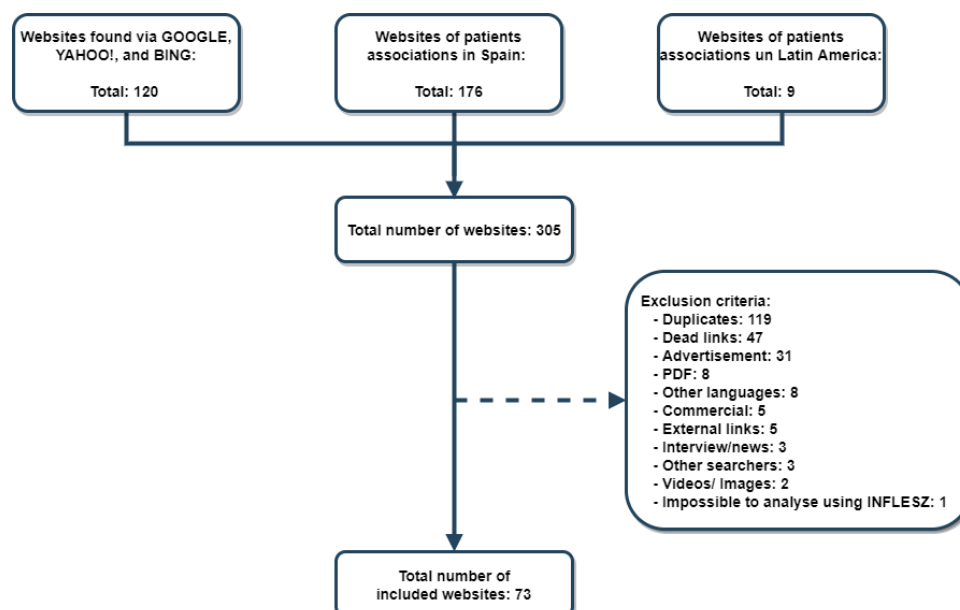 Websites found via GOOGLE,
YAHOO!, and BING:
Total: 120
Websites of patients
associations in Spain:
Total: 176
Websites of patients
associations un Latin America:
Total: 9
Total number of websites: 305
Exclusion criteria:
- Duplicates: 119
- Dead links: 47
- Advertisement: 31
- PDF: 8
- Other languages: 8
- Commercial: 5
- External links: 5
- Interview/news: 3
- Other searchers: 3
- Videos/ Images: 2
- Impossible to analyse using INFLESZ: 1
Total number of
included websites: 73